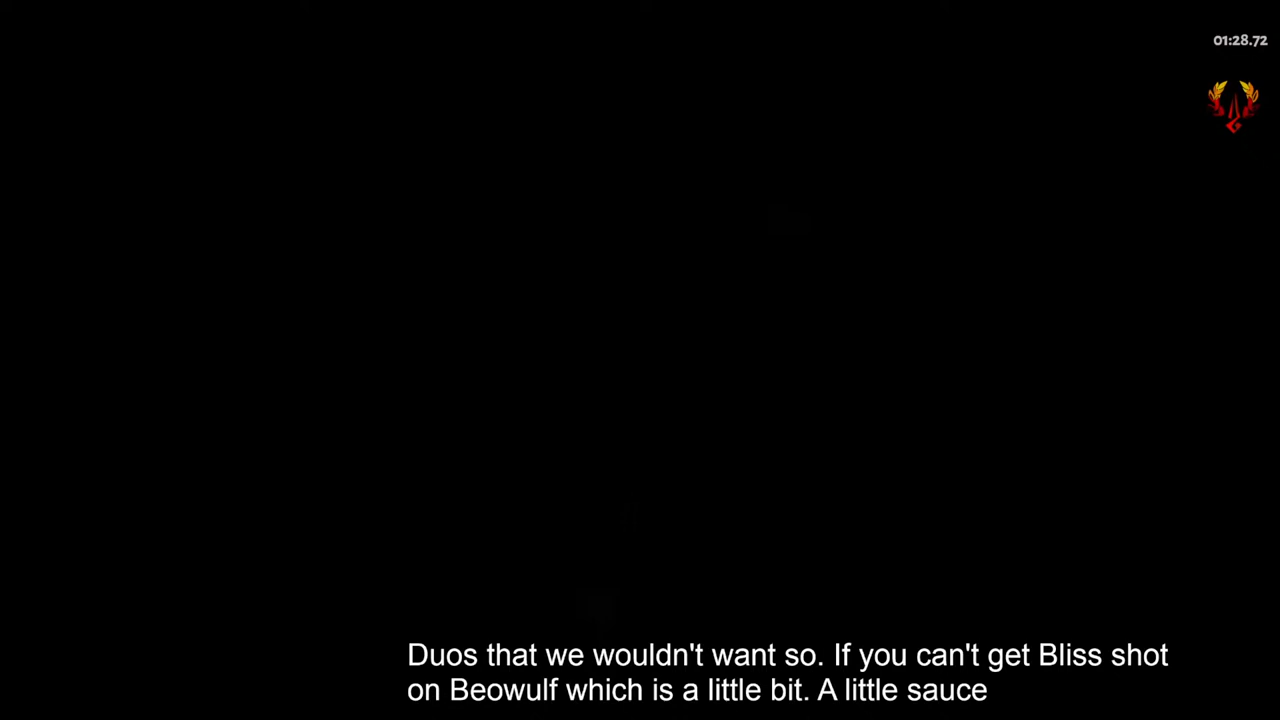 01:28.72
Duos that we wouldn't want so. If you can't get Bliss shot
on Beowulf which is a little bit. A little sauce